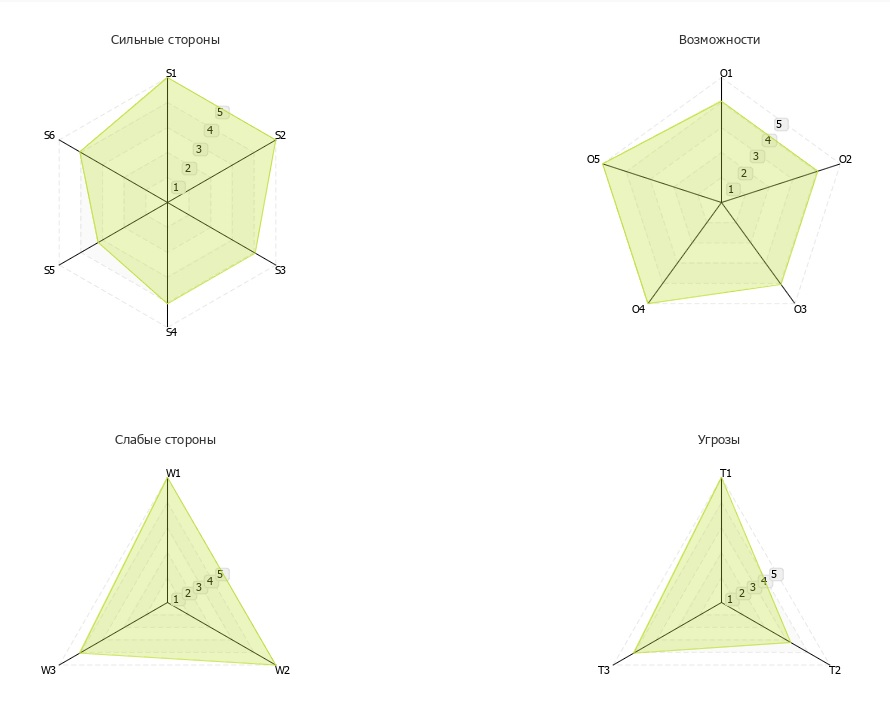 Сильные стороны
S1
S2
S3
S4
S5
S6
5
4
3
2
1
Возможности
O1
O2
O3
O4
O5
5
4
3
2
1
Слабые стороны
W1
W2
W3
1
2
3
4
5
Угрозы
T1
T2
T3
1
2
3
4
5